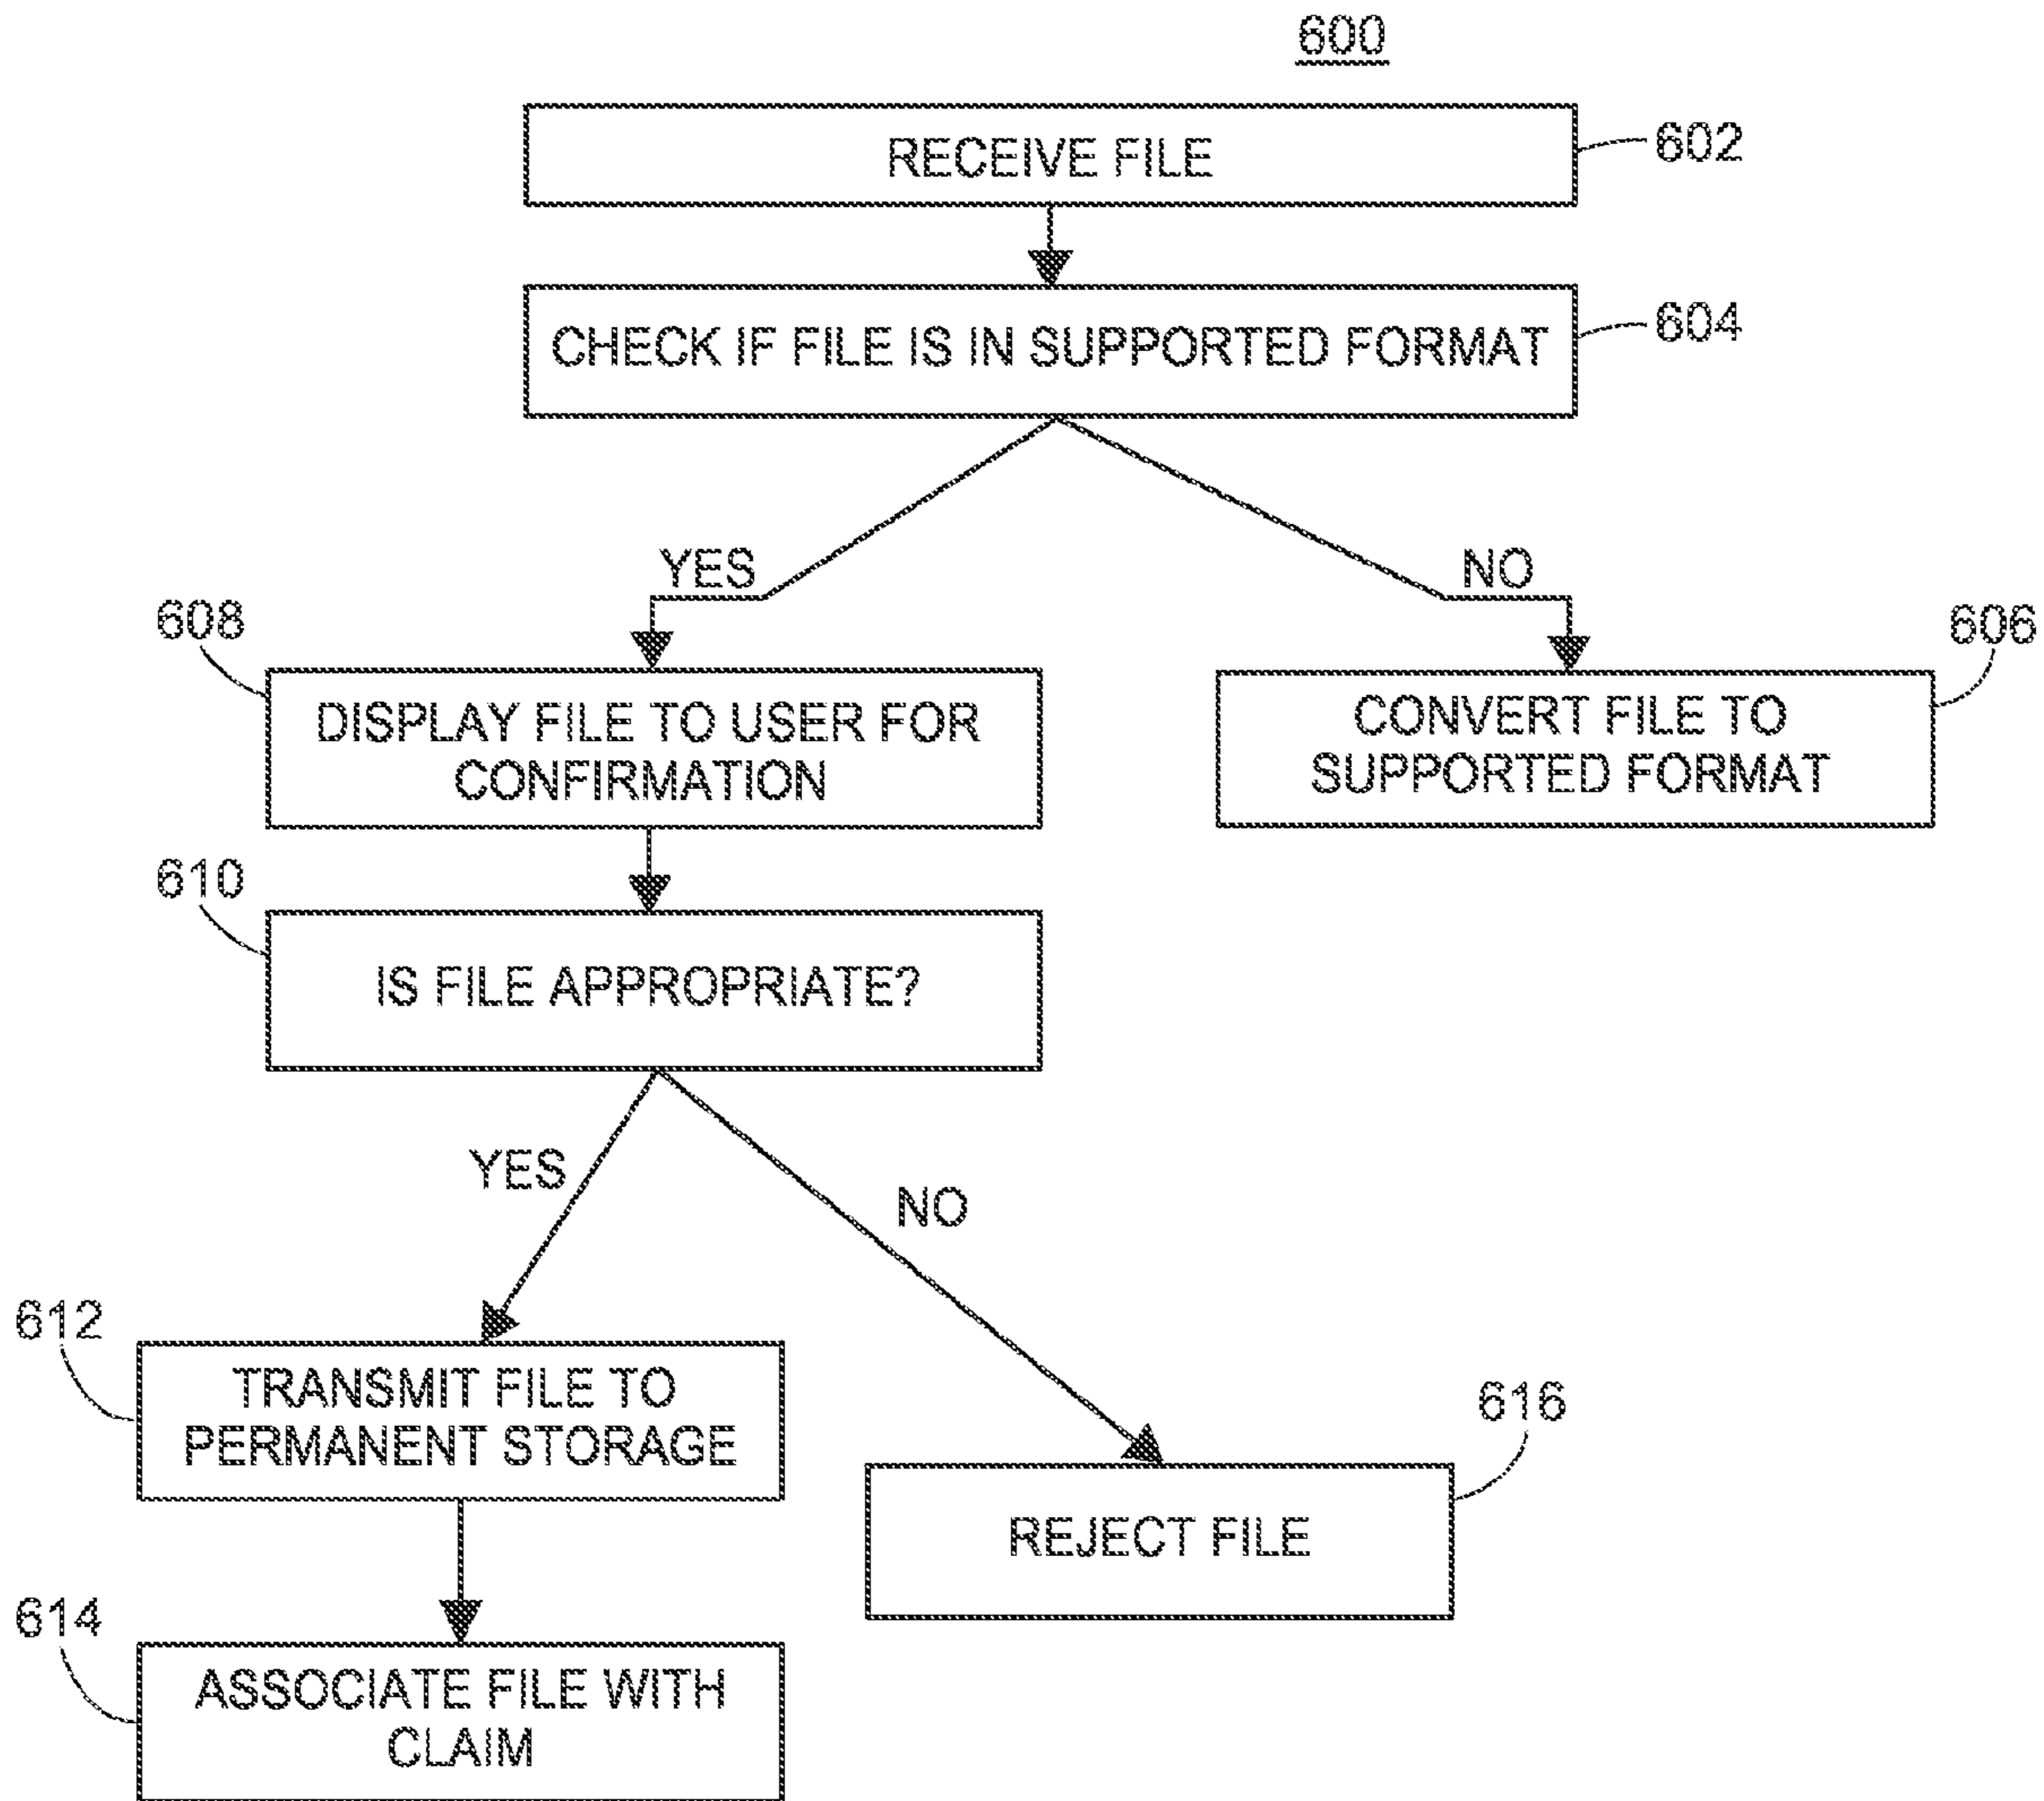 600
RECEIVE FILE
602
CHECK IF FILE IS IN SUPPORTED FORMAT
604
YES
NO
608
606
DISPLAY FILE TO USER FOR
CONFIRMATION
CONVERT FILE TO
SUPPORTED FORMAT
610
IS FILE APPROPRIATE?
YES
NO
612
TRANSMIT FILE TO
PERMANENT STORAGE
616
REJECT FILE
614
ASSOCIATE FILE WITH
CLAIM